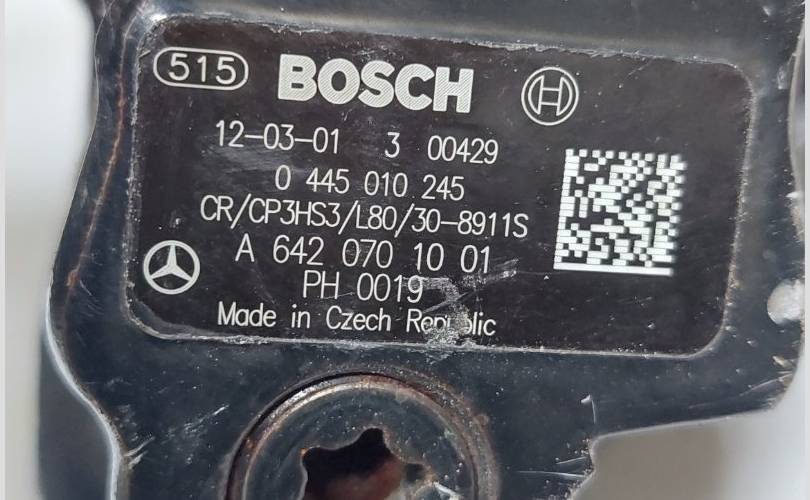 515 BOSCH
12-03-01 3 00429
0 445 010 245
CR/CP3HS3/L80/30-8911S
A 642 070 10 01
PH 0019
Made in Czech Republic